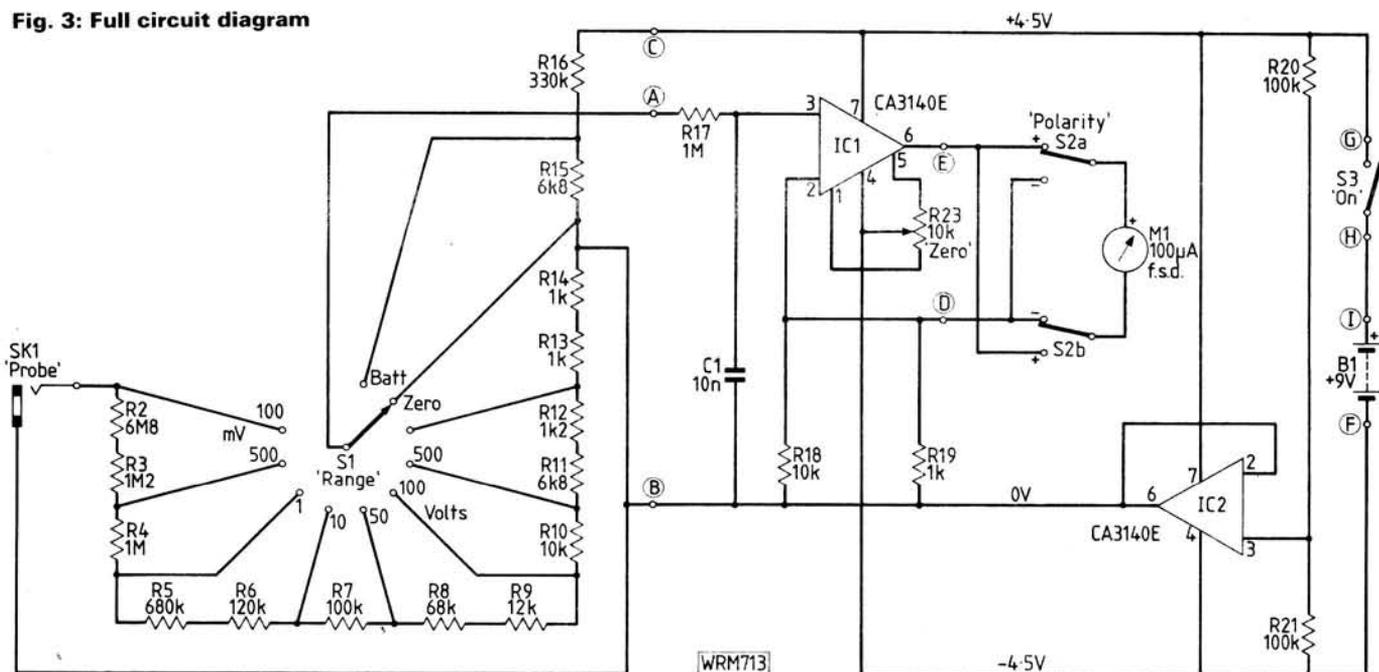 Fig. 3: Full circuit diagram
+4·5V
C
R16
330k
A
R17
1M
3
7
CA3140E
IC1
6
5
4
2
1
E
'Polarity'
+
S2a
-
R23
10k
'Zero'
+
M1
100µA
f.s.d.
R20
100k
G
S3
'On'
H
I
+
B1
+9V
F
R15
6k8
R14
1k
R13
1k
D
-
S2b
+
C1
10n
SK1
'Probe'
R2
6M8
R3
1M2
R4
1M
100
mV
500
1
10
50
100
Volts
500
Batt
Zero
S1
'Range'
R12
1k2
R11
6k8
R10
10k
R18
10k
R19
1k
B
0V
6
7
2
IC2
4
3
CA3140E
R5
680k
R6
120k
R7
100k
R8
68k
R9
12k
R21
100k
WRM713
-4·5V